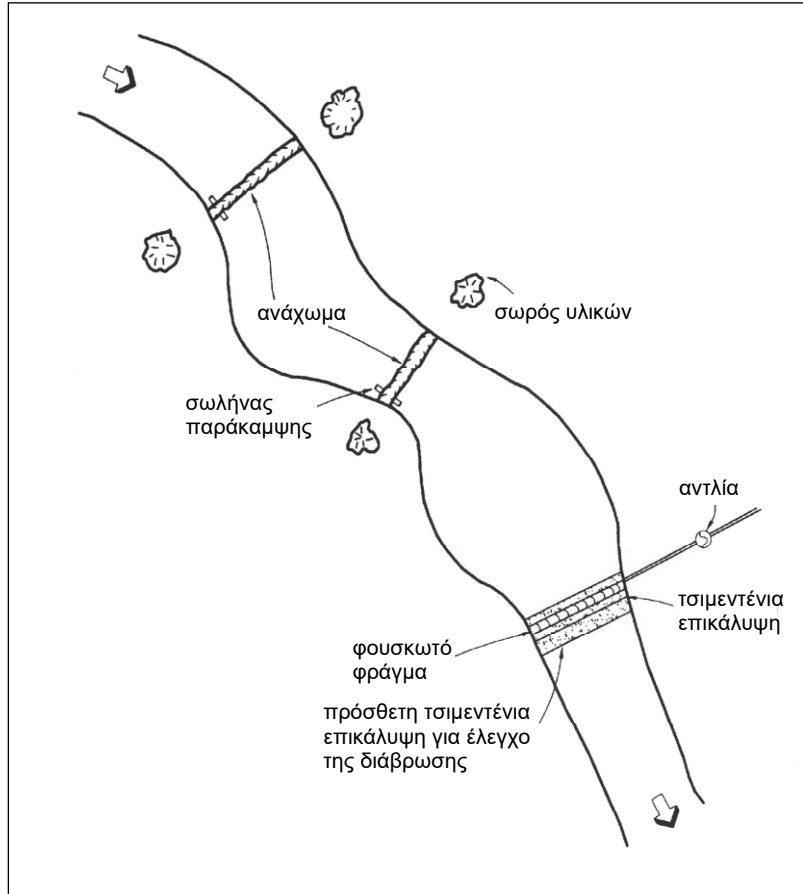 σωρός υλικών
ανάχωμα
σωλήνας
παράκαμψης
αντλία
τσιμεντένια
επικάλυψη
φουσκωτό
φράγμα
πρόσθετη τσιμεντένια
επικάλυψη για έλεγχο
της διάβρωσης